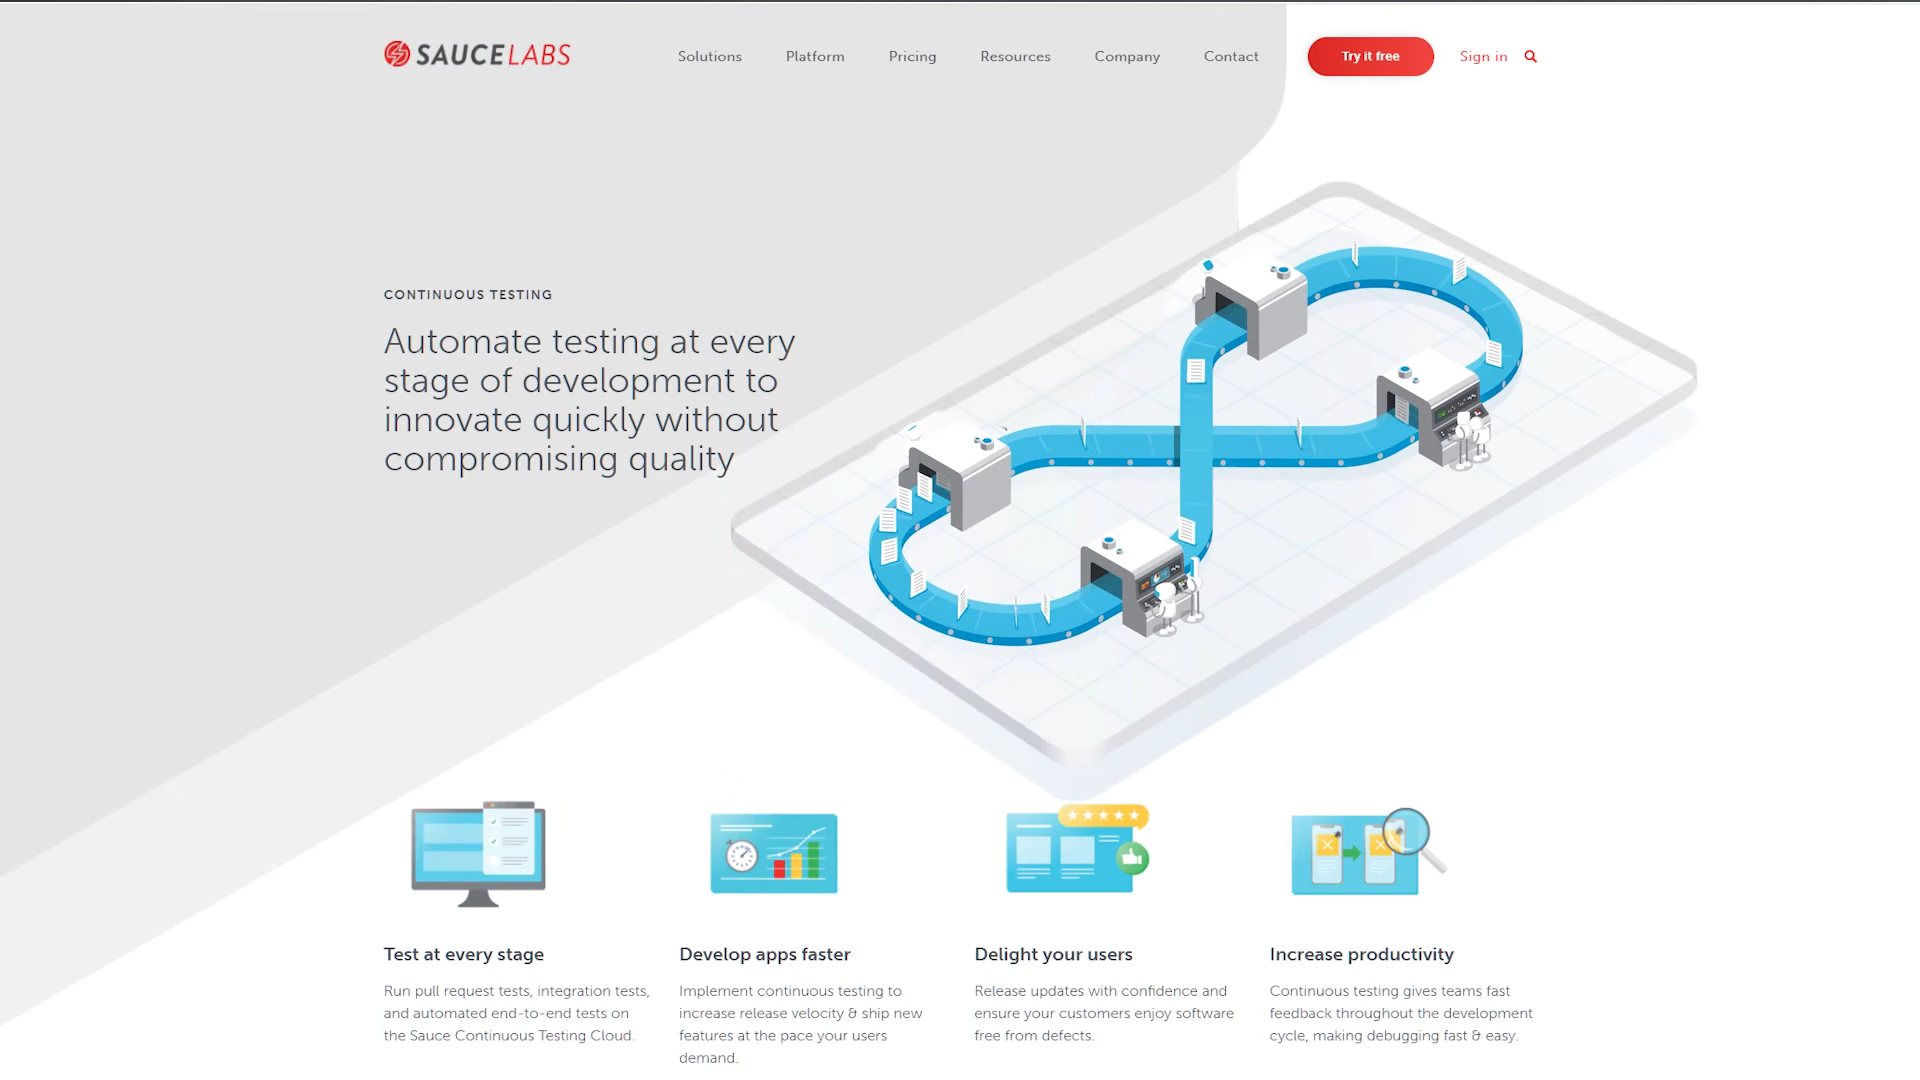 SAUCELABS
Solutions
Platform
Pricing
Resources
Company
Contact
Try it free
Sign in
CONTINUOUS TESTING
Automate testing at every
stage of development to
innovate quickly without
compromising quality
Test at every stage
Run pull request tests, integration tests,
and automated end-to-end tests on
the Sauce Continuous Testing Cloud.
Develop apps faster
Implement continuous testing to
increase release velocity & ship new
features at the pace your users
demand.
Delight your users
Release updates with confidence and
ensure your customers enjoy software
free from defects.
Increase productivity
Continuous testing gives teams fast
feedback throughout the development
cycle, making debugging fast & easy.